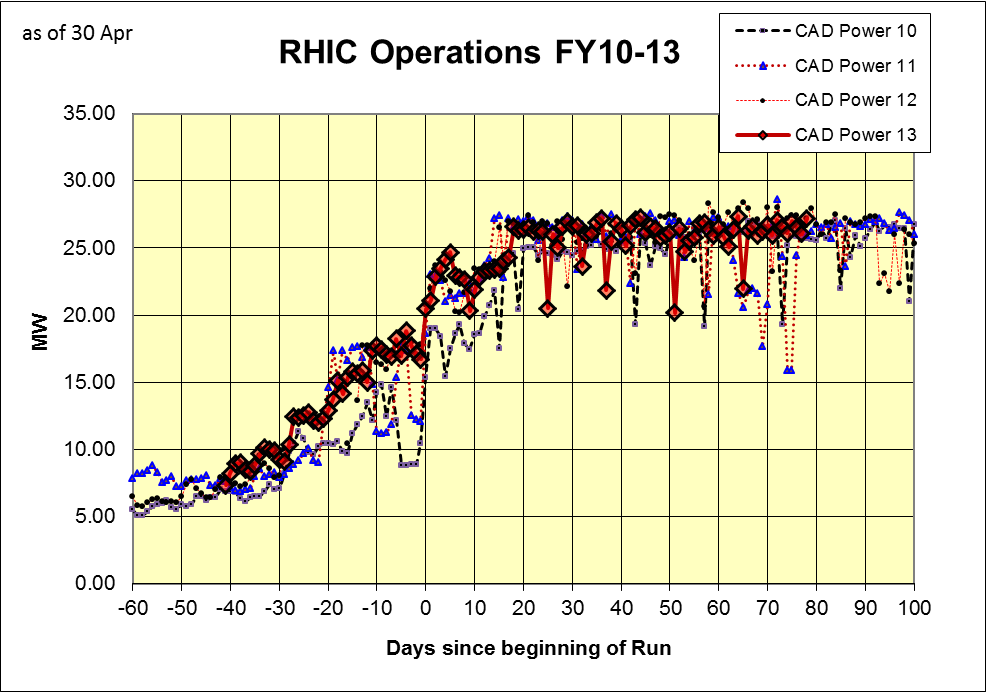 as of 30 Apr
RHIC Operations FY10-13
CAD Power 10
CAD Power 11
CAD Power 12
CAD Power 13
35.00
30.00
25.00
20.00
15.00
10.00
5.00
0.00
MW
-60 -50 -40 -30 -20 -10 0 10 20 30 40 50 60 70 80 90 100
Days since beginning of Run